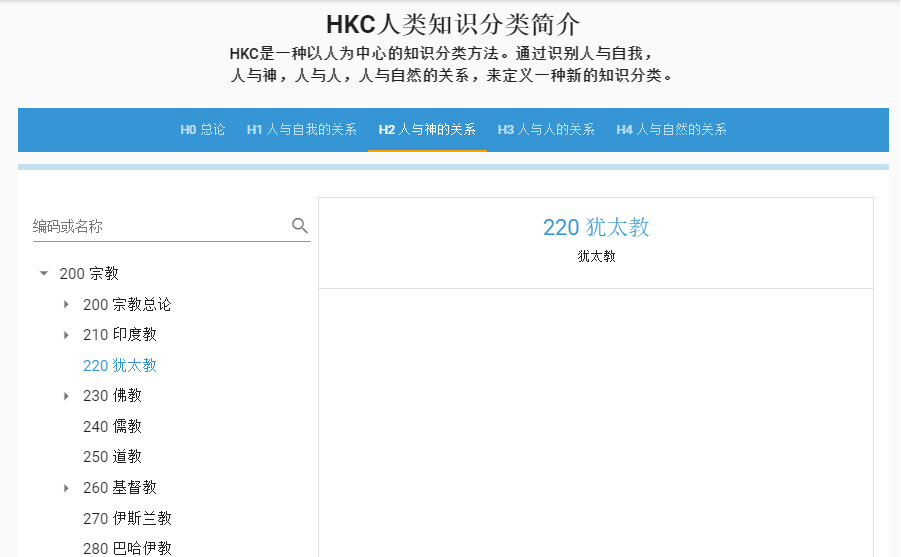 HKC人类知识分类简介
HKC是一种以人为中心的知识分类方法。通过识别人与自我，
人与神，人与人，人与自然的关系，来定义一种新的知识分类。
H0 总论 H1 人与自我的关系 H2 人与神的关系 H3 人与人的关系 H4 人与自然的关系
编码或名称
220 犹太教
犹太教
200 宗教
200 宗教总论
210 印度教
220 犹太教
230 佛教
240 儒教
250 道教
260 基督教
270 伊斯兰教
280 巴哈伊教